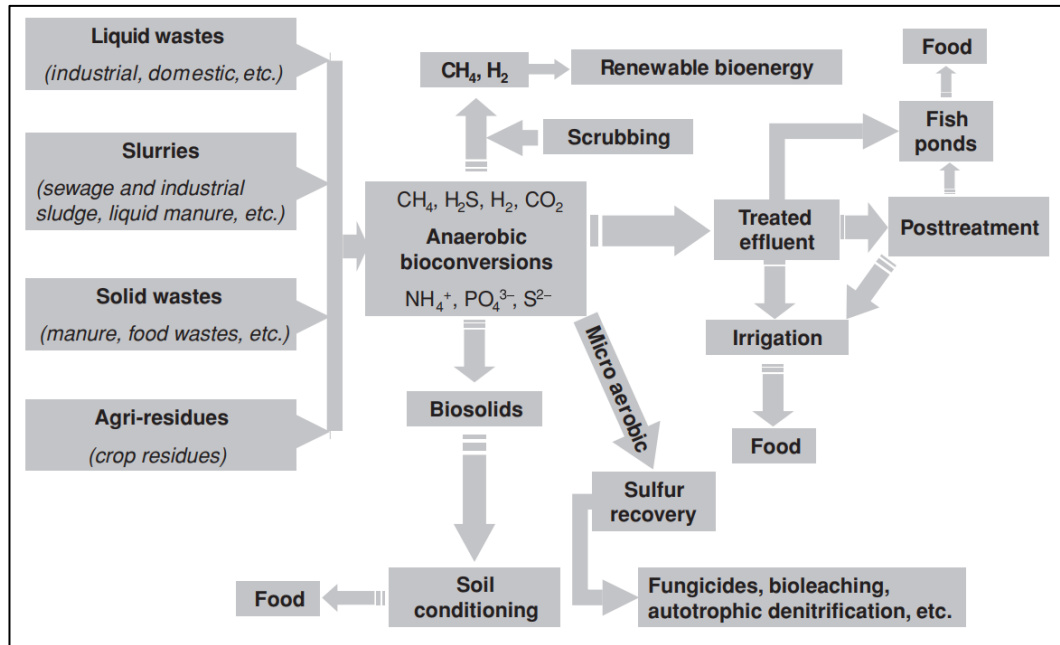 Liquid wastes
(industrial, domestic, etc.)
Slurries
(sewage and industrial
sludge, liquid manure, etc.)
Solid wastes
(manure, food wastes, etc.)
Agri-residues
(crop residues)
CH₄, H₂
Renewable bioenergy
Scrubbing
CH₄, H₂S, H₂, CO₂
Anaerobic
bioconversions
NH₄⁺, PO₄³⁻, S²⁻
Biosolids
Soil
conditioning
Food
Micro aerobic
Sulfur
recovery
Fungicides, bioleaching,
autotrophic denitrification, etc.
Treated
effluent
Posttreatment
Fish
ponds
Food
Irrigation
Food